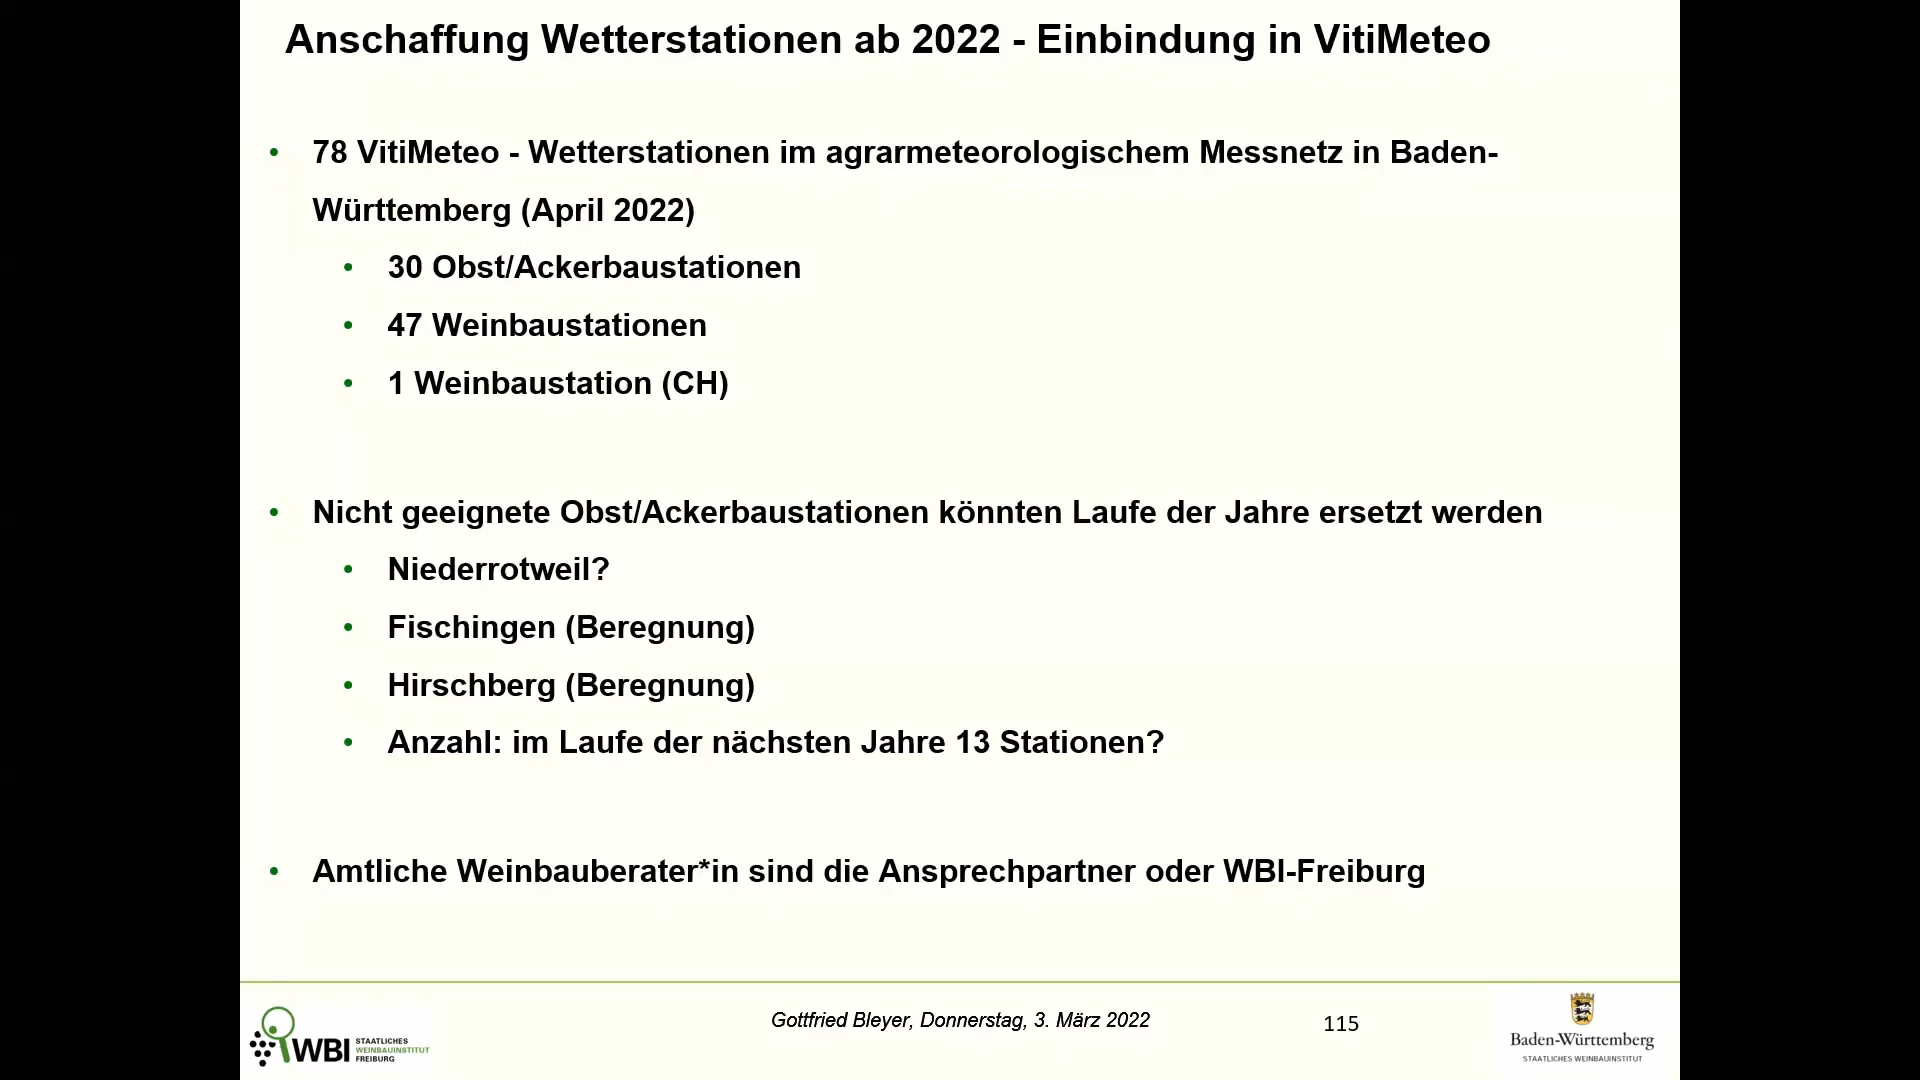 Anschaffung Wetterstationen ab 2022 - Einbindung in VitiMeteo
• 78 VitiMeteo - Wetterstationen im agrarmeteorologischem Messnetz in Baden-
Württemberg (April 2022)
• 30 Obst/Ackerbaustationen
• 47 Weinbaustationen
• 1 Weinbaustation (CH)
• Nicht geeignete Obst/Ackerbaustationen könnten Laufe der Jahre ersetzt werden
• Niederrotweil?
• Fischingen (Beregnung)
• Hirschberg (Beregnung)
• Anzahl: im Laufe der nächsten Jahre 13 Stationen?
• Amtliche Weinbauberater*in sind die Ansprechpartner oder WBI-Freiburg
WBI
STAATLICHES
WEINBAUINSTITUT
FREIBURG
Gottfried Bleyer, Donnerstag, 3. März 2022
115
Baden-Württemberg
STAATLICHES WEINBAUINSTITUT